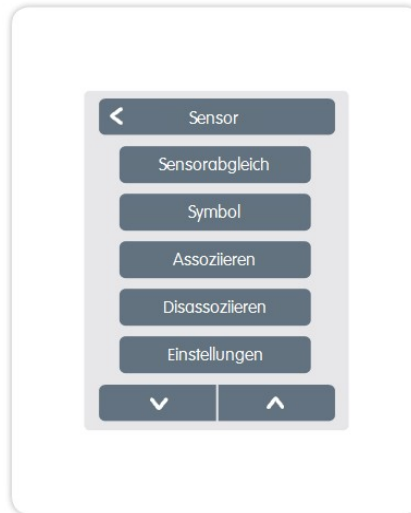 Sensor
Sensorabgleich
Symbol
Assoziieren
Disassoziieren
Einstellungen